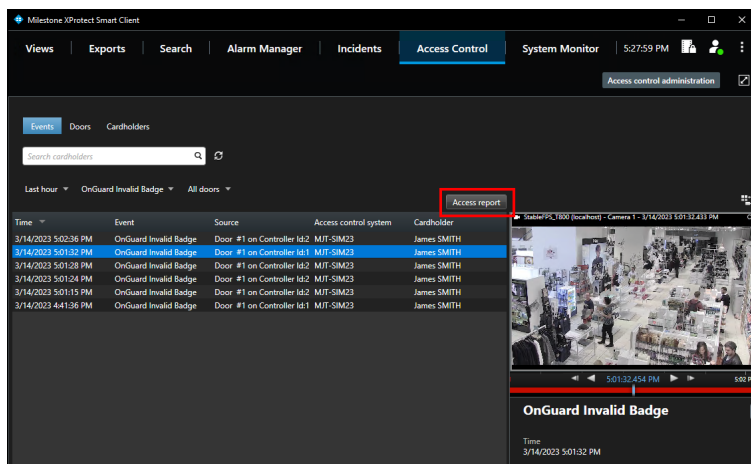 Milestone XProtect Smart Client
Views Exports Search Alarm Manager Incidents Access Control System Monitor 5:27:59 PM
Access control administration
Events Doors Cardholders
Search cardholders
Last hour OnGuard Invalid Badge All doors
Access report
Time Event Source Access control system Cardholder
3/14/2023 5:02:36 PM OnGuard Invalid Badge Door #1 on Controller Id:2 MJT-SIM23 James SMITH
3/14/2023 5:01:32 PM OnGuard Invalid Badge Door #1 on Controller Id:1 MJT-SIM23 James SMITH
3/14/2023 5:01:28 PM OnGuard Invalid Badge Door #1 on Controller Id:2 MJT-SIM23 James SMITH
3/14/2023 5:01:24 PM OnGuard Invalid Badge Door #1 on Controller Id:2 MJT-SIM23 James SMITH
3/14/2023 5:01:15 PM OnGuard Invalid Badge Door #1 on Controller Id:2 MJT-SIM23 James SMITH
3/14/2023 4:41:36 PM OnGuard Invalid Badge Door #1 on Controller Id:1 MJT-SIM23 James SMITH
StableFPS_T800 (localhost) - Camera 1 - 3/14/2023 5:01:32.433 PM
5:01:32.454 PM
5:02 P
OnGuard Invalid Badge
Time
3/14/2023 5:01:32 PM